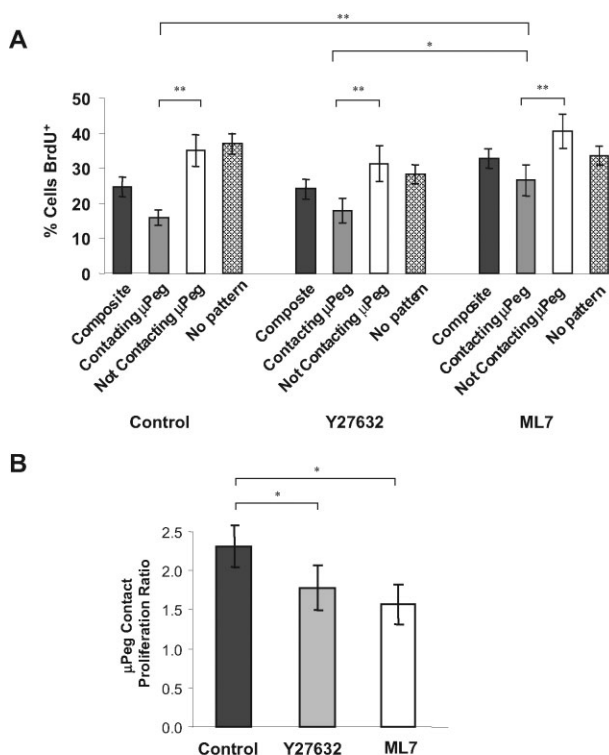 A
**
*
** ** **
% Cells BrdU⁺
50
40
30
20
10
0
Composite
Contacting µPeg
Not Contacting µPeg
No pattern
Composite
Contacting µPeg
Not Contacting µPeg
No pattern
Composite
Contacting µPeg
Not Contacting µPeg
No pattern
Control Y27632 ML7
B
*
*
µPeg Contact
Proliferation Ratio
2.5
2.0
1.5
1.0
0.5
0.0
Control Y27632 ML7